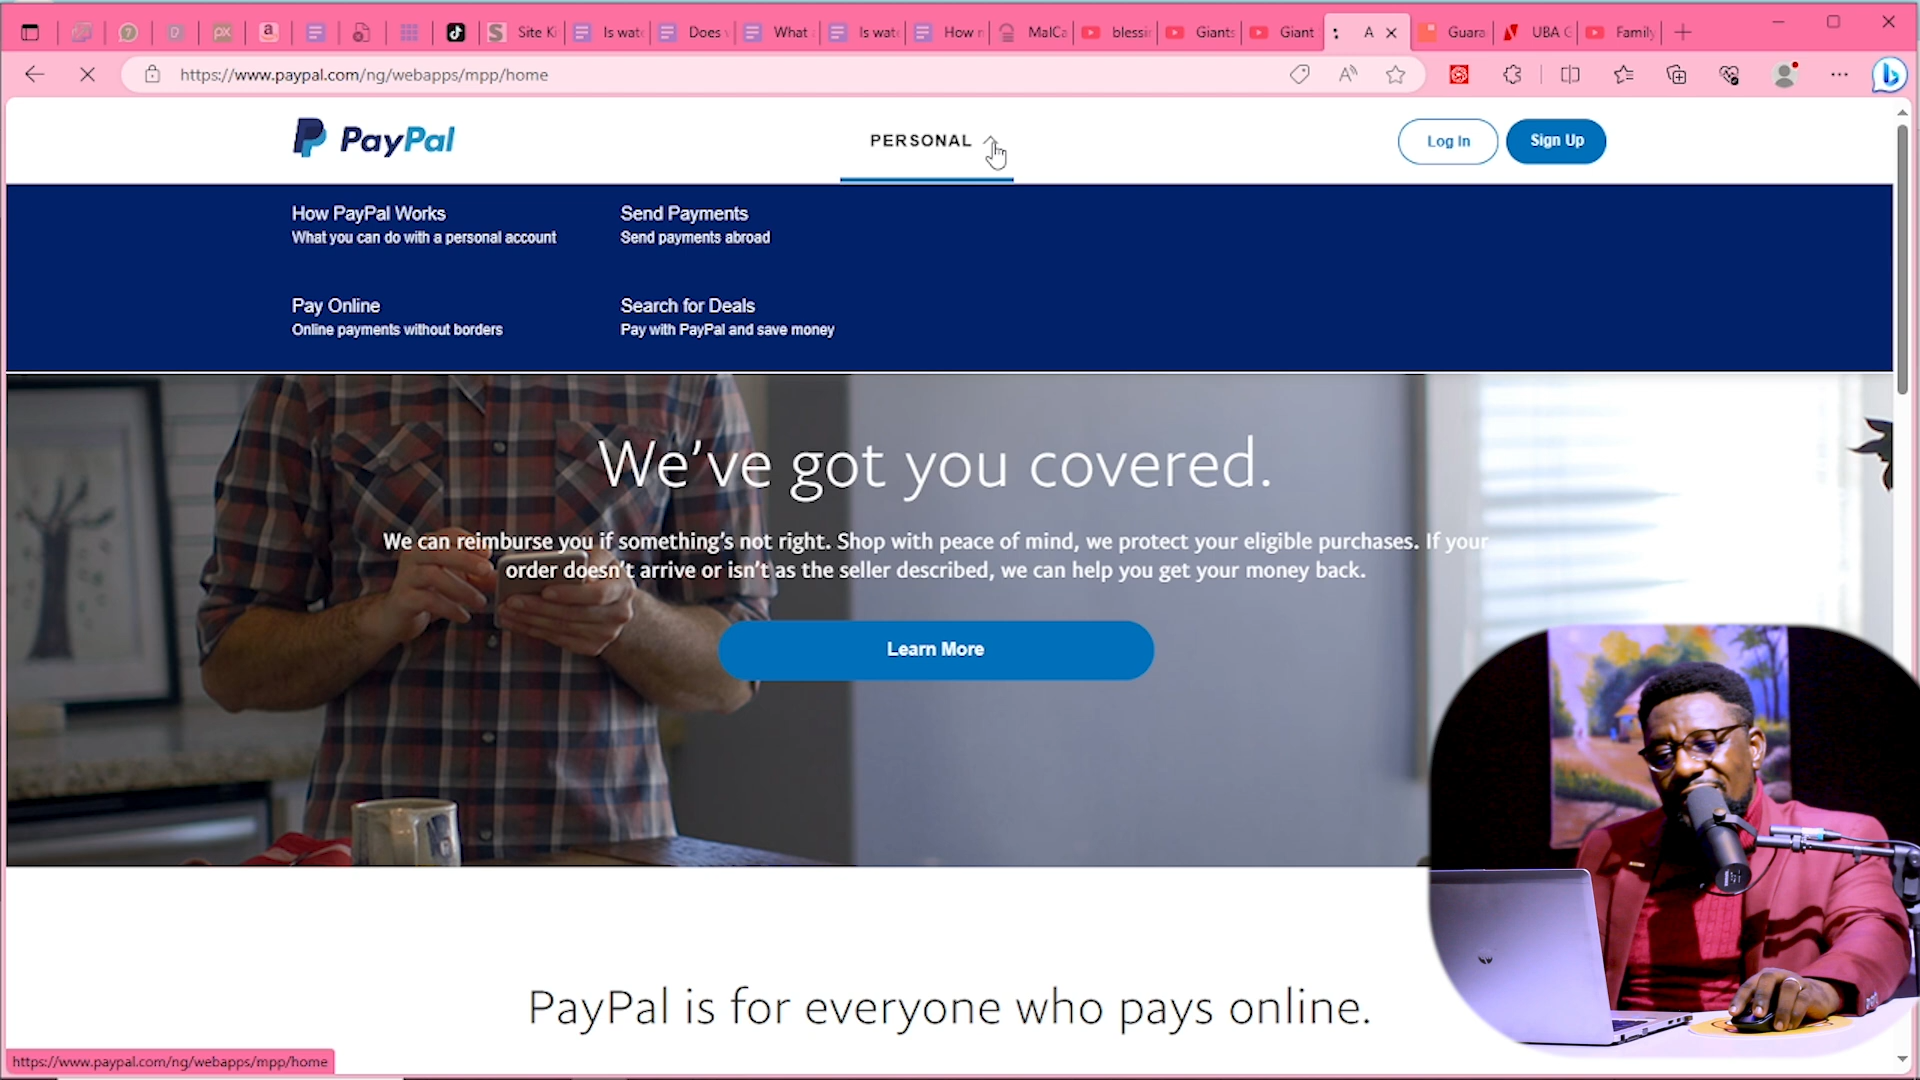 Site Ki
Is wate
Does
What
Is wate
How r
MalCa
blessi
Giants
Giant
A
Guara
UBA G
Family
https://www.paypal.com/ng/webapps/mpp/home
PayPal
PERSONAL
Log In
Sign Up
How PayPal Works
What you can do with a personal account
Send Payments
Send payments abroad
Pay Online
Online payments without borders
Search for Deals
Pay with PayPal and save money
We've got you covered.
We can reimburse you if something's not right. Shop with peace of mind, we protect your eligible purchases. If your
order doesn't arrive or isn't as the seller described, we can help you get your money back.
Learn More
PayPal is for everyone who pays online.
https://www.paypal.com/ng/webapps/mpp/home